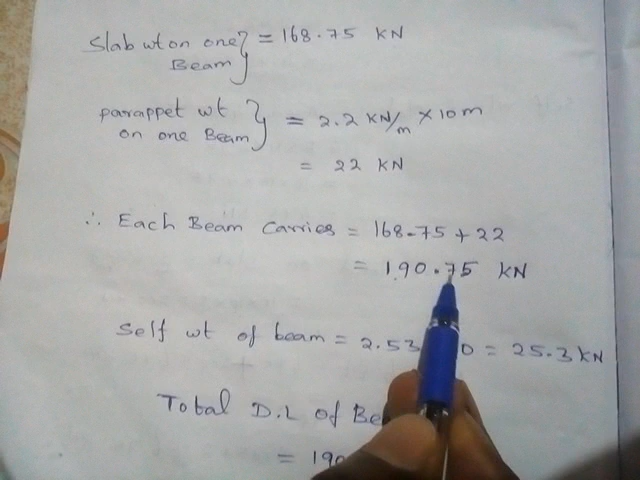 Slab wt on one } = 168.75 KN
Beam
parappet wt } = 2.2 KN/m × 10m
on one Beam
= 22 KN
∴ Each Beam Carries = 168.75 + 22
= 190.75 KN
Self wt of beam = 2.53 0 = 25.3 KN
Total D.L of Be
= 190